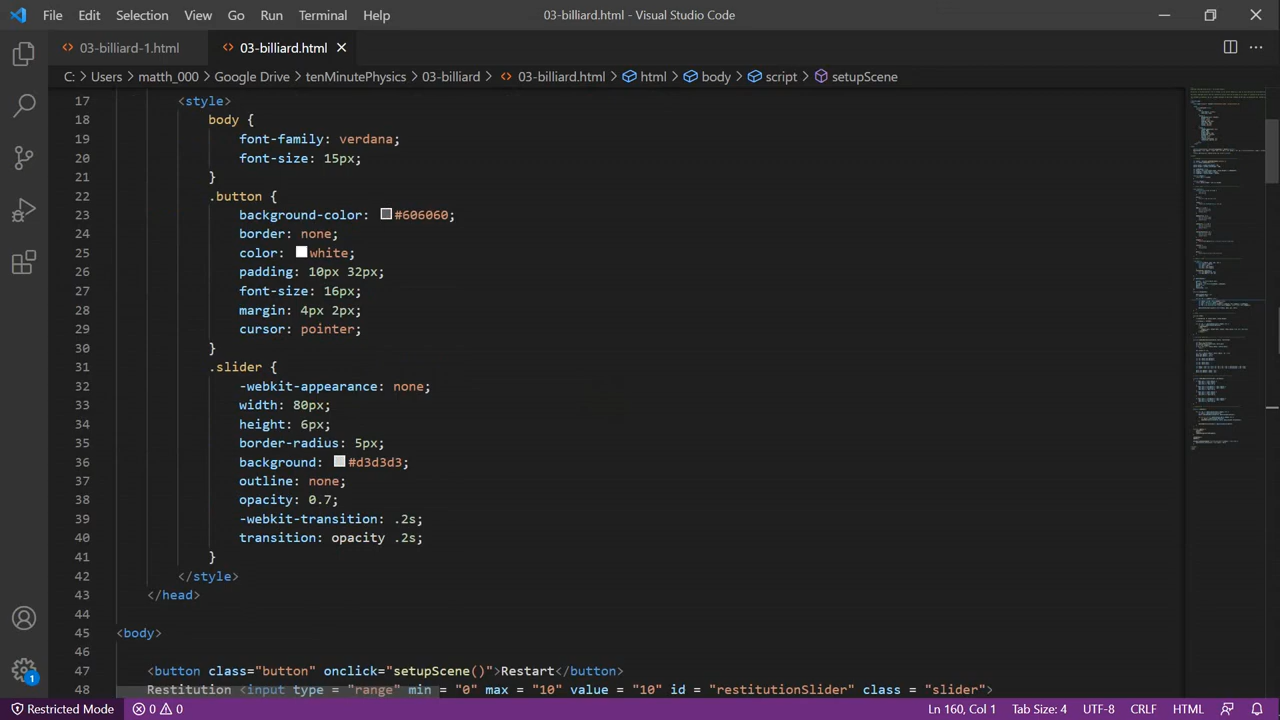 File Edit Selection View Go Run Terminal Help 03-billiard.html - Visual Studio Code
03-billiard-1.html 03-billiard.html
C: > Users > matth_000 > Google Drive > tenMinutePhysics > 03-billiard > 03-billiard.html > html > body > script > setupScene
17 <style>
18 body {
19 font-family: verdana;
20 font-size: 15px;
21 }
22 .button {
23 background-color: #606060;
24 border: none;
25 color: white;
26 padding: 10px 32px;
27 font-size: 16px;
28 margin: 4px 2px;
29 cursor: pointer;
30 }
31 .slider {
32 -webkit-appearance: none;
33 width: 80px;
34 height: 6px;
35 border-radius: 5px;
36 background: #d3d3d3;
37 outline: none;
38 opacity: 0.7;
39 -webkit-transition: .2s;
40 transition: opacity .2s;
41 }
42 </style>
43 </head>
44
45 <body>
46
47 <button class="button" onclick="setupScene()">Restart</button>
48 Restitution <input type = "range" min = "0" max = "10" value = "10" id = "restitutionSlider" class = "slider">
1
Restricted Mode 0 0 Ln 160, Col 1 Tab Size: 4 UTF-8 CRLF HTML